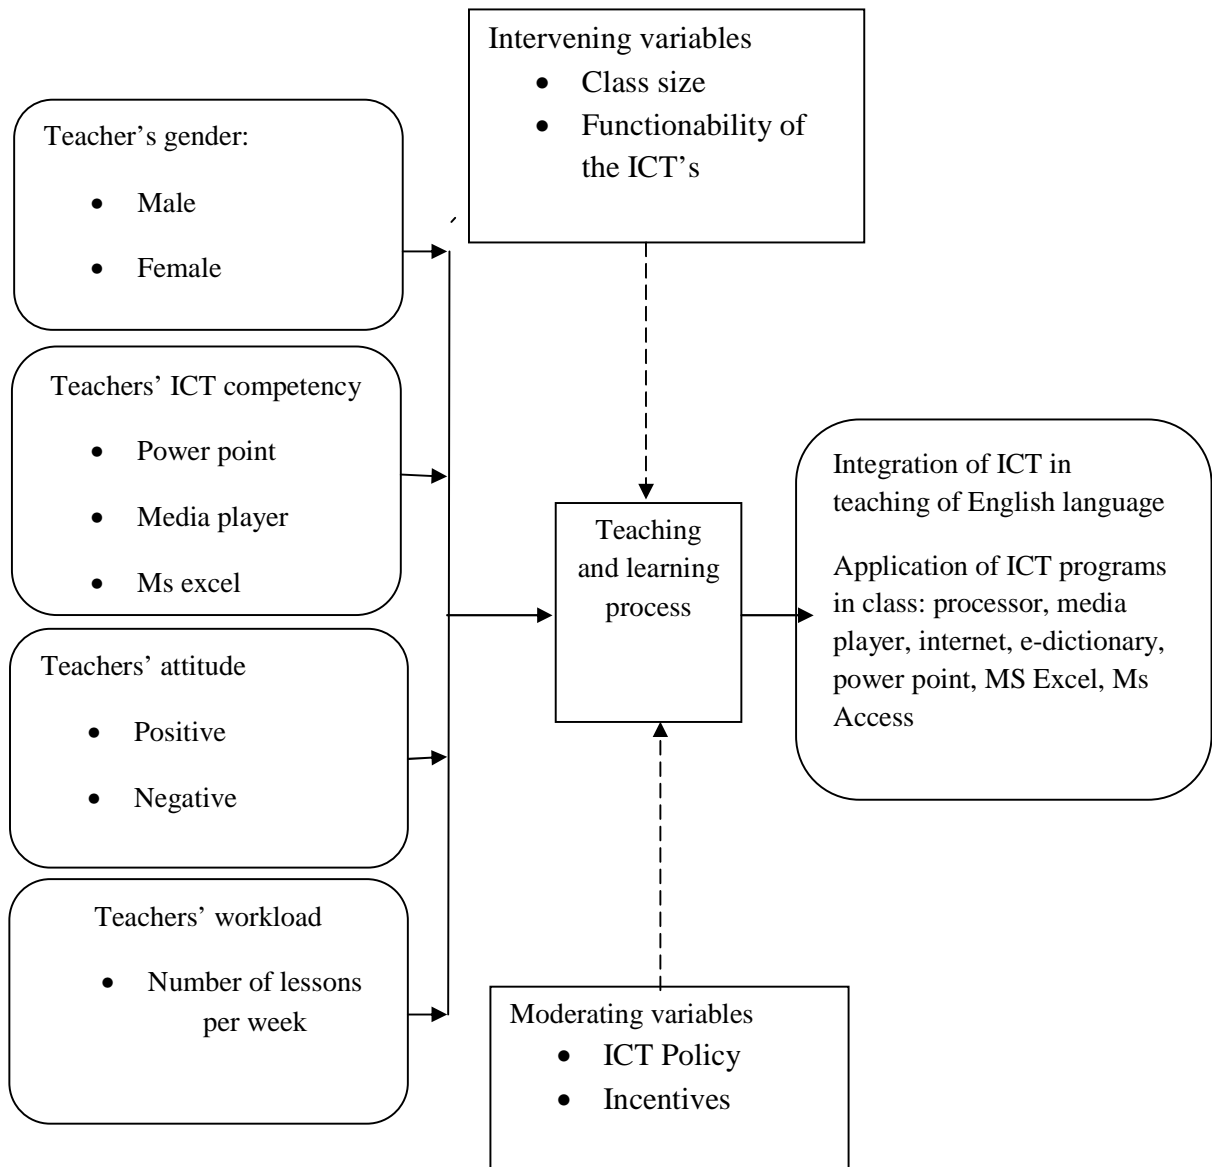 Intervening variables
• Class size
• Functionability of
the ICT’s
Teacher’s gender:
• Male
• Female
Teachers’ ICT competency
• Power point
• Media player
• Ms excel
Teachers’ attitude
• Positive
• Negative
Teachers’ workload
• Number of lessons
per week
Teaching
and learning
process
Integration of ICT in
teaching of English language
Application of ICT programs
in class: processor, media
player, internet, e-dictionary,
power point, MS Excel, Ms
Access
Moderating variables
• ICT Policy
• Incentives